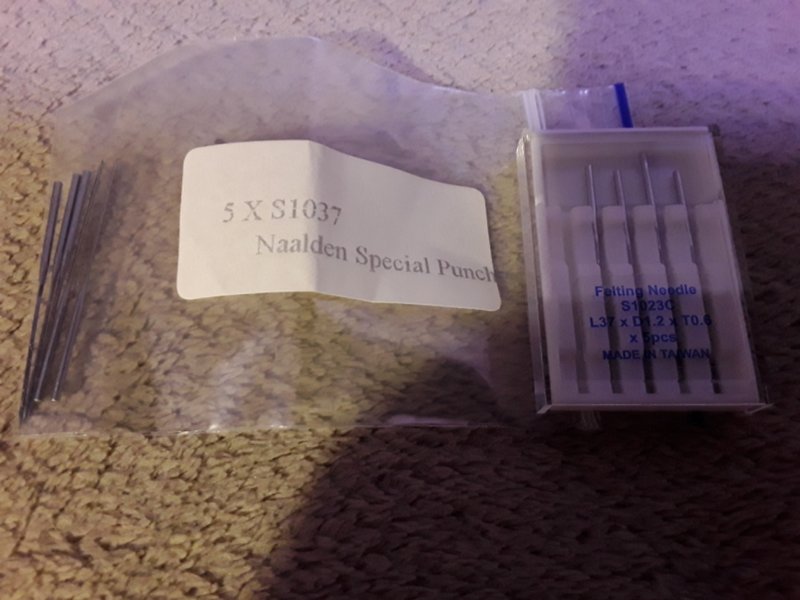 5 X S1037
Naalden Special Punch
Felting Needle
S1023C
L37 x D1.2 x T0.6
x 5pcs
MADE IN TAIWAN